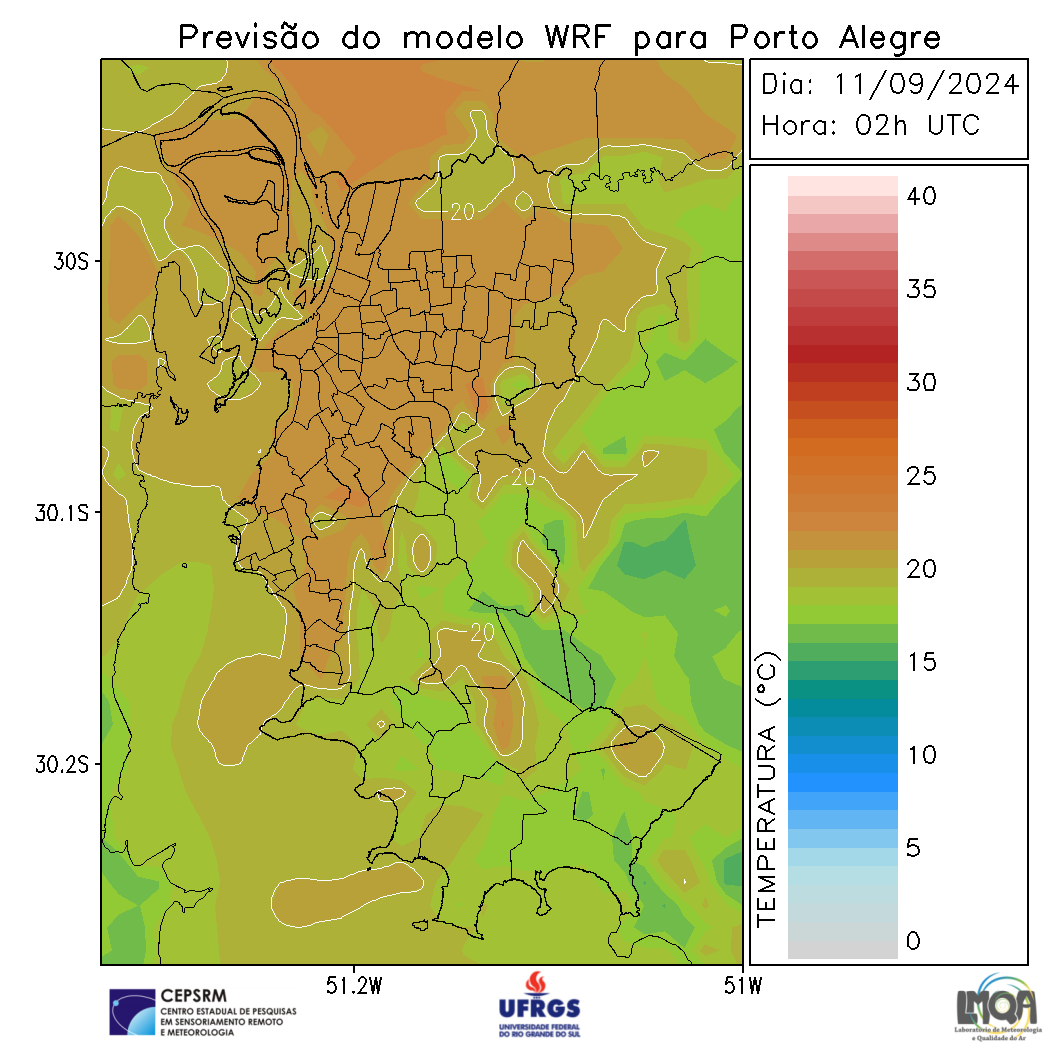 Previsão do modelo WRF para Porto Alegre
Dia: 11/09/2024
Hora: 02h UTC
40
35
30
25
20
15
10
5
0
TEMPERATURA (°C)
30S
30.1S
30.2S
51.2W
51W
20
20
20
CEPSRM
CENTRO ESTADUAL DE PESQUISAS
EM SENSORIAMENTO REMOTO
E METEOROLOGIA
UFRGS
UNIVERSIDADE FEDERAL
DO RIO GRANDE DO SUL
LMQA
Laboratório de Meteorologia
e Qualidade do Ar